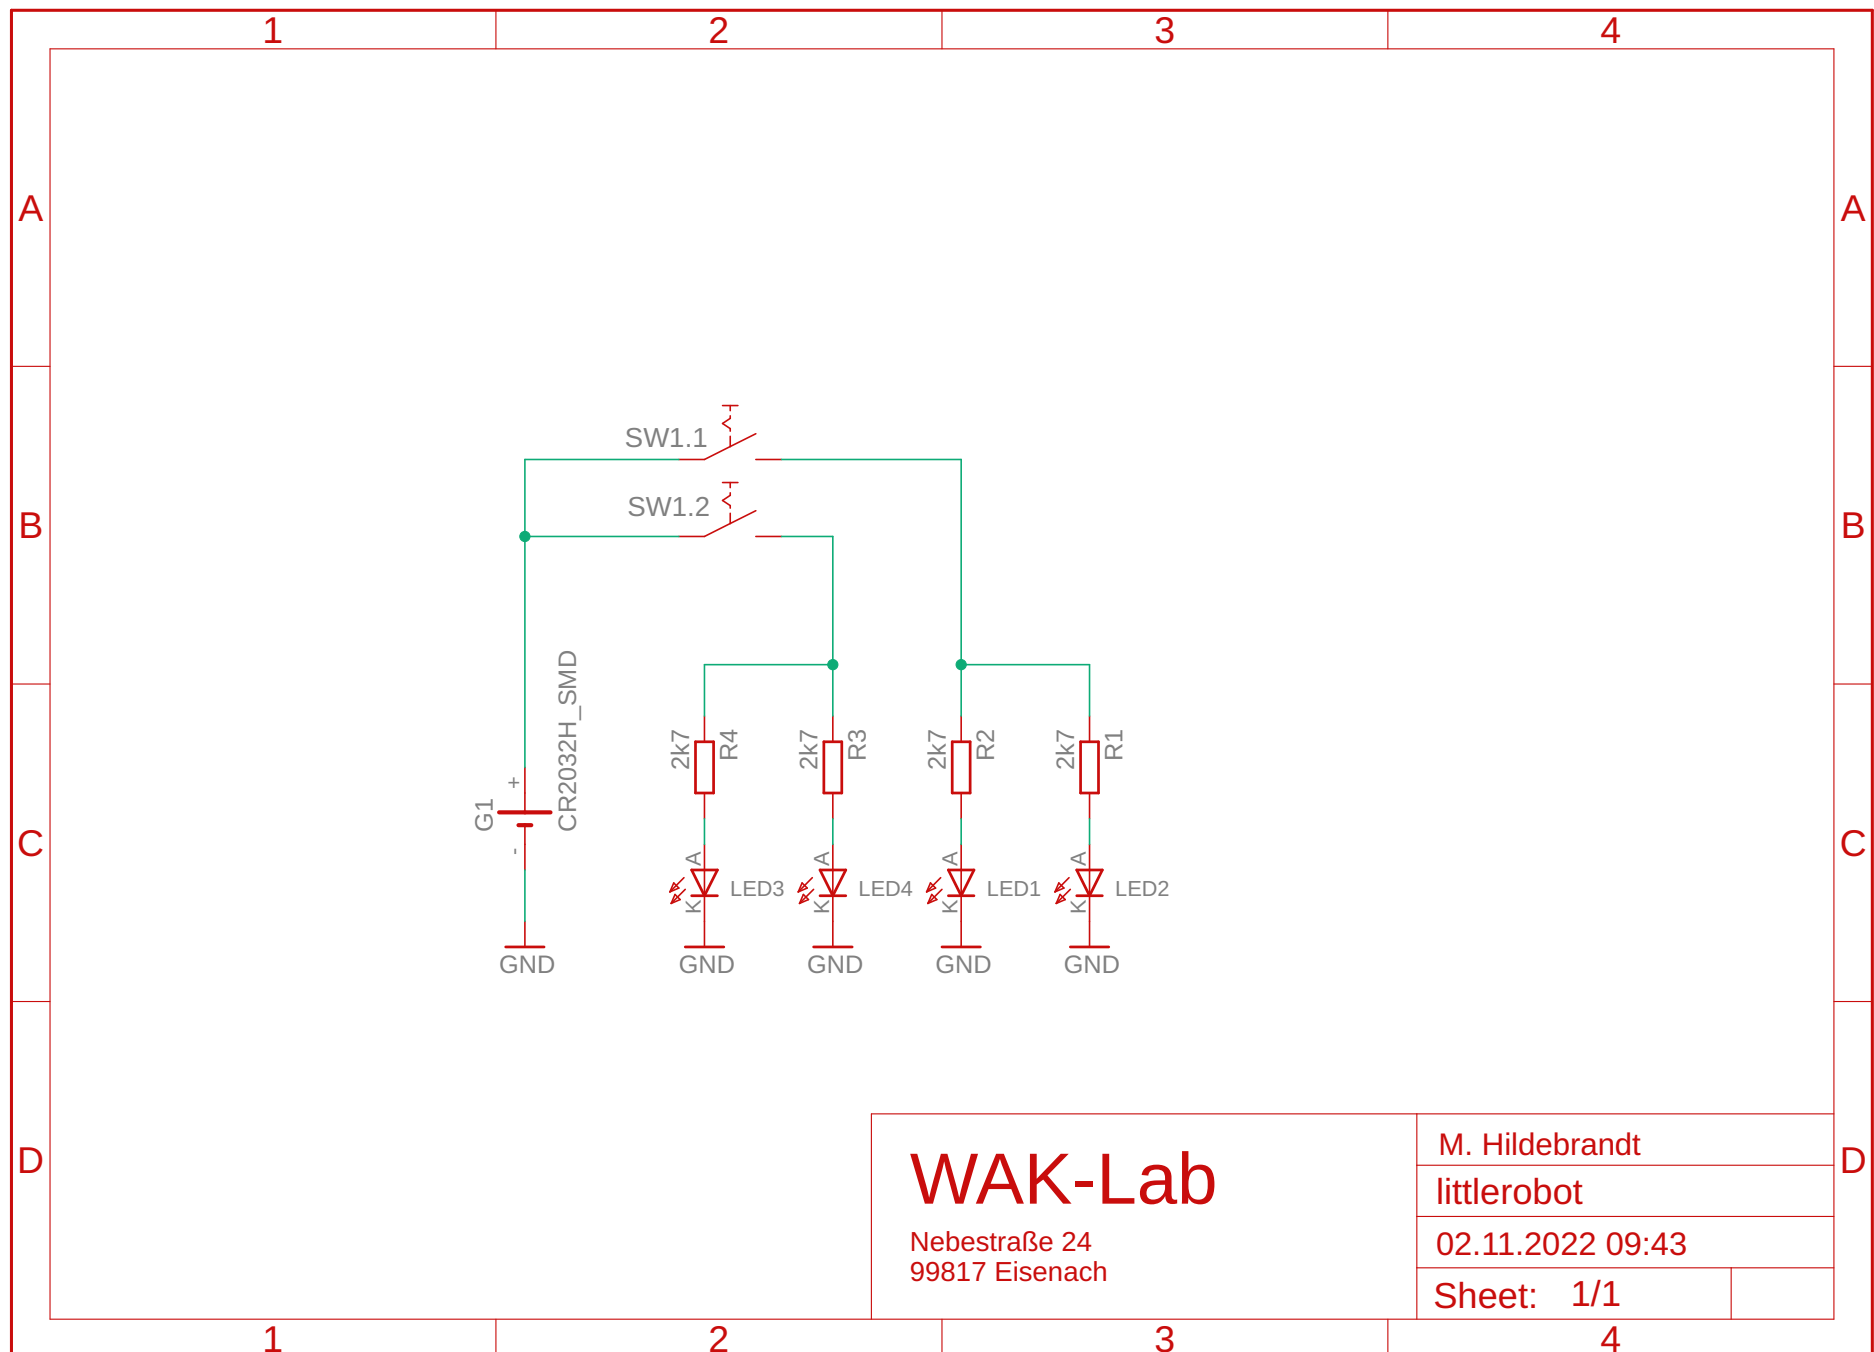 1 2 3 4
A A
SW1.1
SW1.2
B B
CR2032H_SMD
2k7 R4 2k7 R3 2k7 R2 2k7 R1
+
G1
-
C C
A A A A
LED3 LED4 LED1 LED2
K K K K
GND GND GND GND GND
D D
WAK-Lab
Nebestraße 24
99817 Eisenach
M. Hildebrandt
littlerobot
02.11.2022 09:43
Sheet: 1/1
1 2 3 4